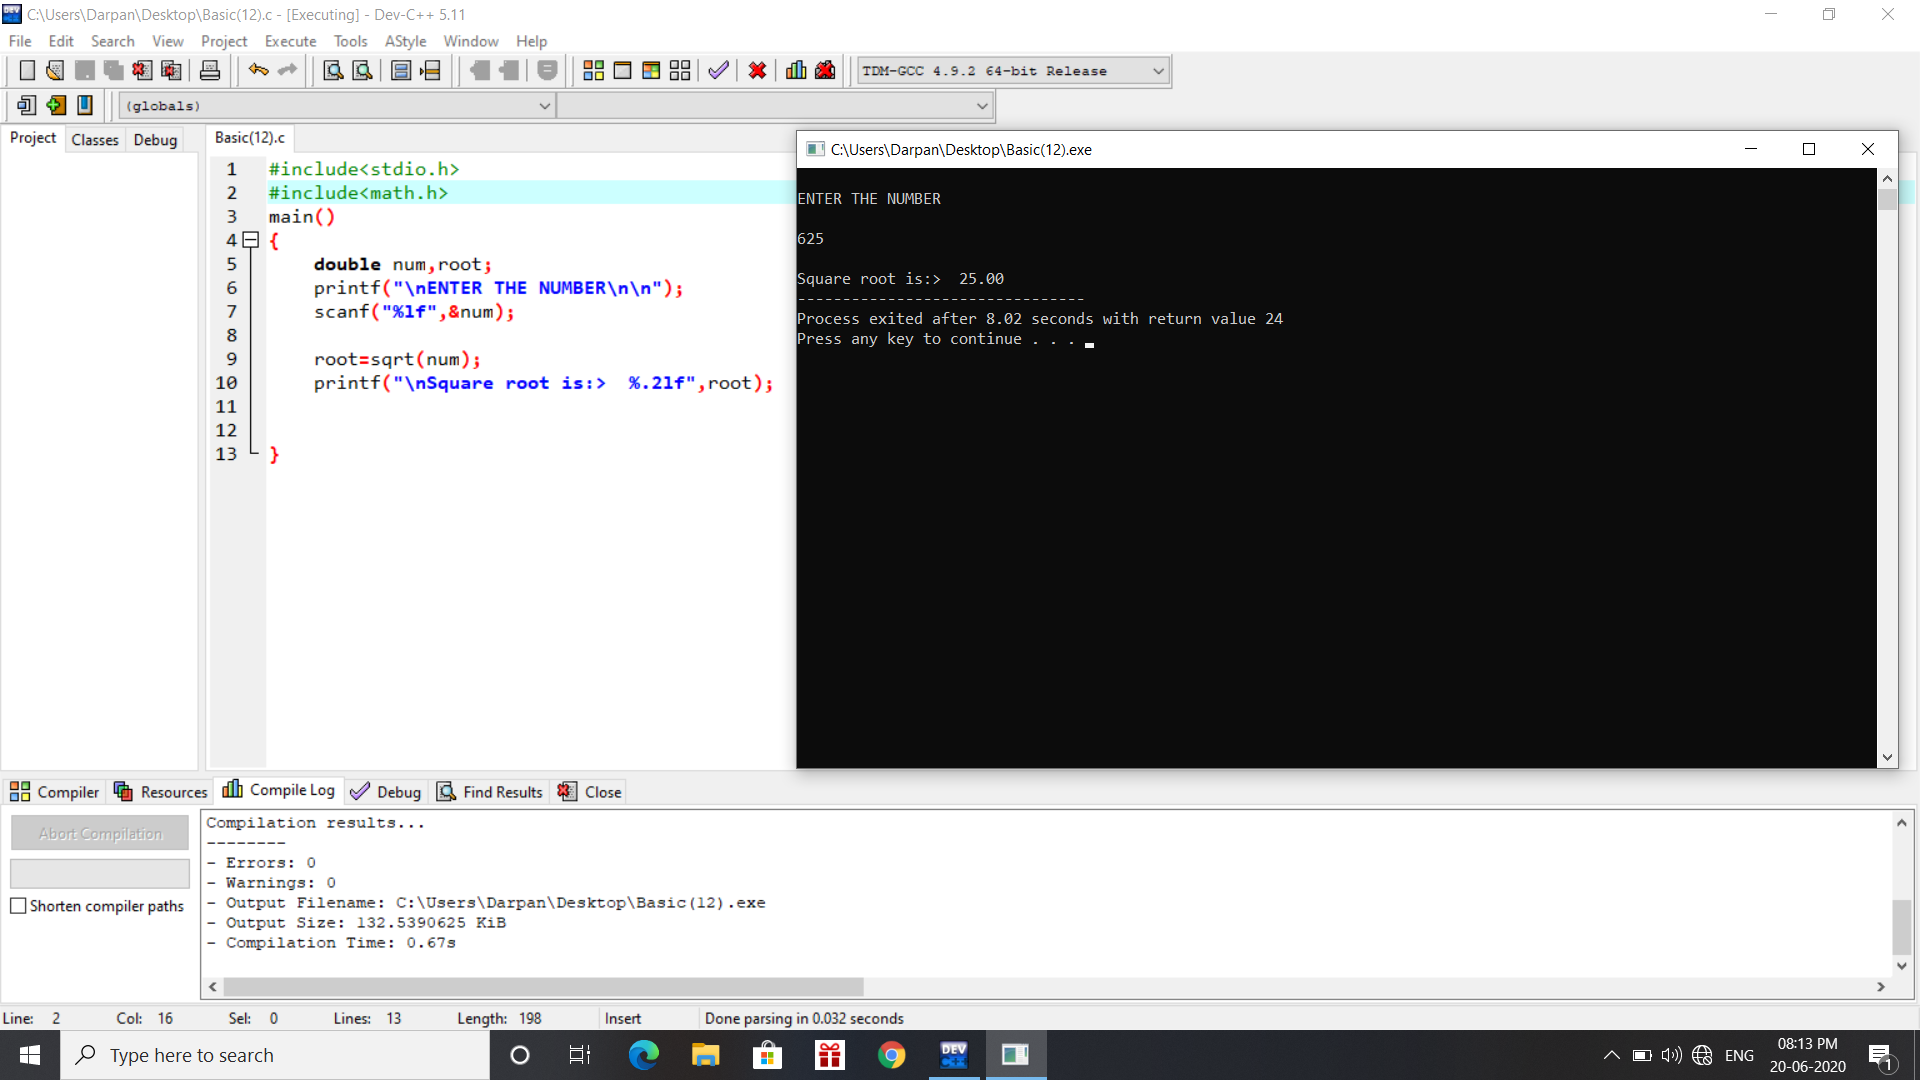 C:\Users\Darpan\Desktop\Basic(12).c - [Executing] - Dev-C++ 5.11
File Edit Search View Project Execute Tools AStyle Window Help
TDM-GCC 4.9.2 64-bit Release
(globals)
Project Classes Debug
Basic(12).c
1 #include<stdio.h>
2 #include<math.h>
3 main()
4 {
5 double num,root;
6 printf("\nENTER THE NUMBER\n\n");
7 scanf("%lf",&num);
8
9 root=sqrt(num);
10 printf("\nSquare root is:>  %.2lf",root);
11
12
13 }
C:\Users\Darpan\Desktop\Basic(12).exe
ENTER THE NUMBER
625
Square root is:>  25.00
--------------------------------
Process exited after 8.02 seconds with return value 24
Press any key to continue . . .
Compiler Resources Compile Log Debug Find Results Close
Abort Compilation
Shorten compiler paths
Compilation results...
--------
- Errors: 0
- Warnings: 0
- Output Filename: C:\Users\Darpan\Desktop\Basic(12).exe
- Output Size: 132.5390625 KiB
- Compilation Time: 0.67s
Line: 2 Col: 16 Sel: 0 Lines: 13 Length: 198 Insert Done parsing in 0.032 seconds
Type here to search
DEV C++
ENG
08:13 PM
20-06-2020
1